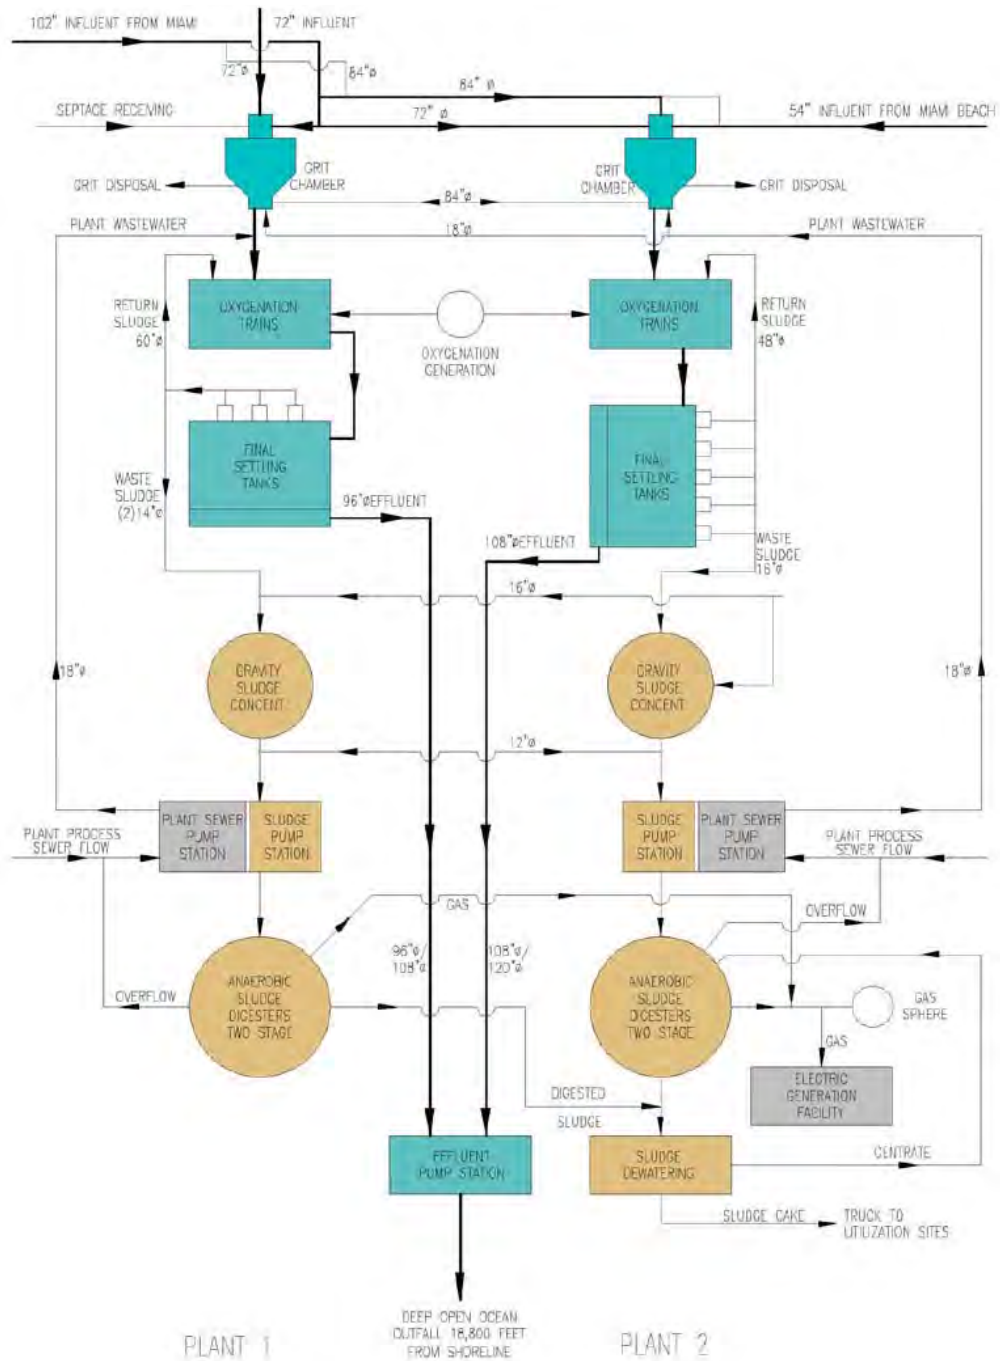 102" INFLUENT FROM MIAMI
72" INFLUENT
72"ø
84"ø
84" ø
SEPTAGE RECEIVING
72" ø
54" INFLUENT FROM MIAMI BEACH
GRIT
CHAMBER
GRIT
CHAMBER
GRIT DISPOSAL
GRIT DISPOSAL
84"ø
PLANT WASTEWATER
18"ø
PLANT WASTEWATER
RETURN
SLUDGE
60"ø
OXYGENATION
TRAINS
OXYGENATION
GENERATION
OXYGENATION
TRAINS
RETURN
SLUDGE
48"ø
FINAL
SETTLING
TANKS
FINAL
SETTLING
TANKS
WASTE
SLUDGE
(2)14"ø
96"øEFFLUENT
108"øEFFLUENT
WASTE
SLUDGE
16"ø
16"ø
GRAVITY
SLUDGE
CONCENT
GRAVITY
SLUDGE
CONCENT
18"ø
18"ø
12"ø
PLANT SEWER
PUMP
STATION
SLUDGE
PUMP
STATION
SLUDGE
PUMP
STATION
PLANT SEWER
PUMP
STATION
PLANT PROCESS
SEWER FLOW
PLANT PROCESS
SEWER FLOW
GAS
OVERFLOW
96"ø/
108"ø
108"ø/
120"ø
OVERFLOW
ANAEROBIC
SLUDGE
DIGESTERS
TWO STAGE
ANAEROBIC
SLUDGE
DIGESTERS
TWO STAGE
GAS
SPHERE
GAS
ELECTRIC
GENERATION
FACILITY
DIGESTED
SLUDGE
EFFLUENT
PUMP STATION
SLUDGE
DEWATERING
CENTRATE
SLUDGE CAKE
TRUCK TO
UTILIZATION SITES
DEEP OPEN OCEAN
OUTFALL 18,800 FEET
FROM SHORELINE
PLANT 1
PLANT 2